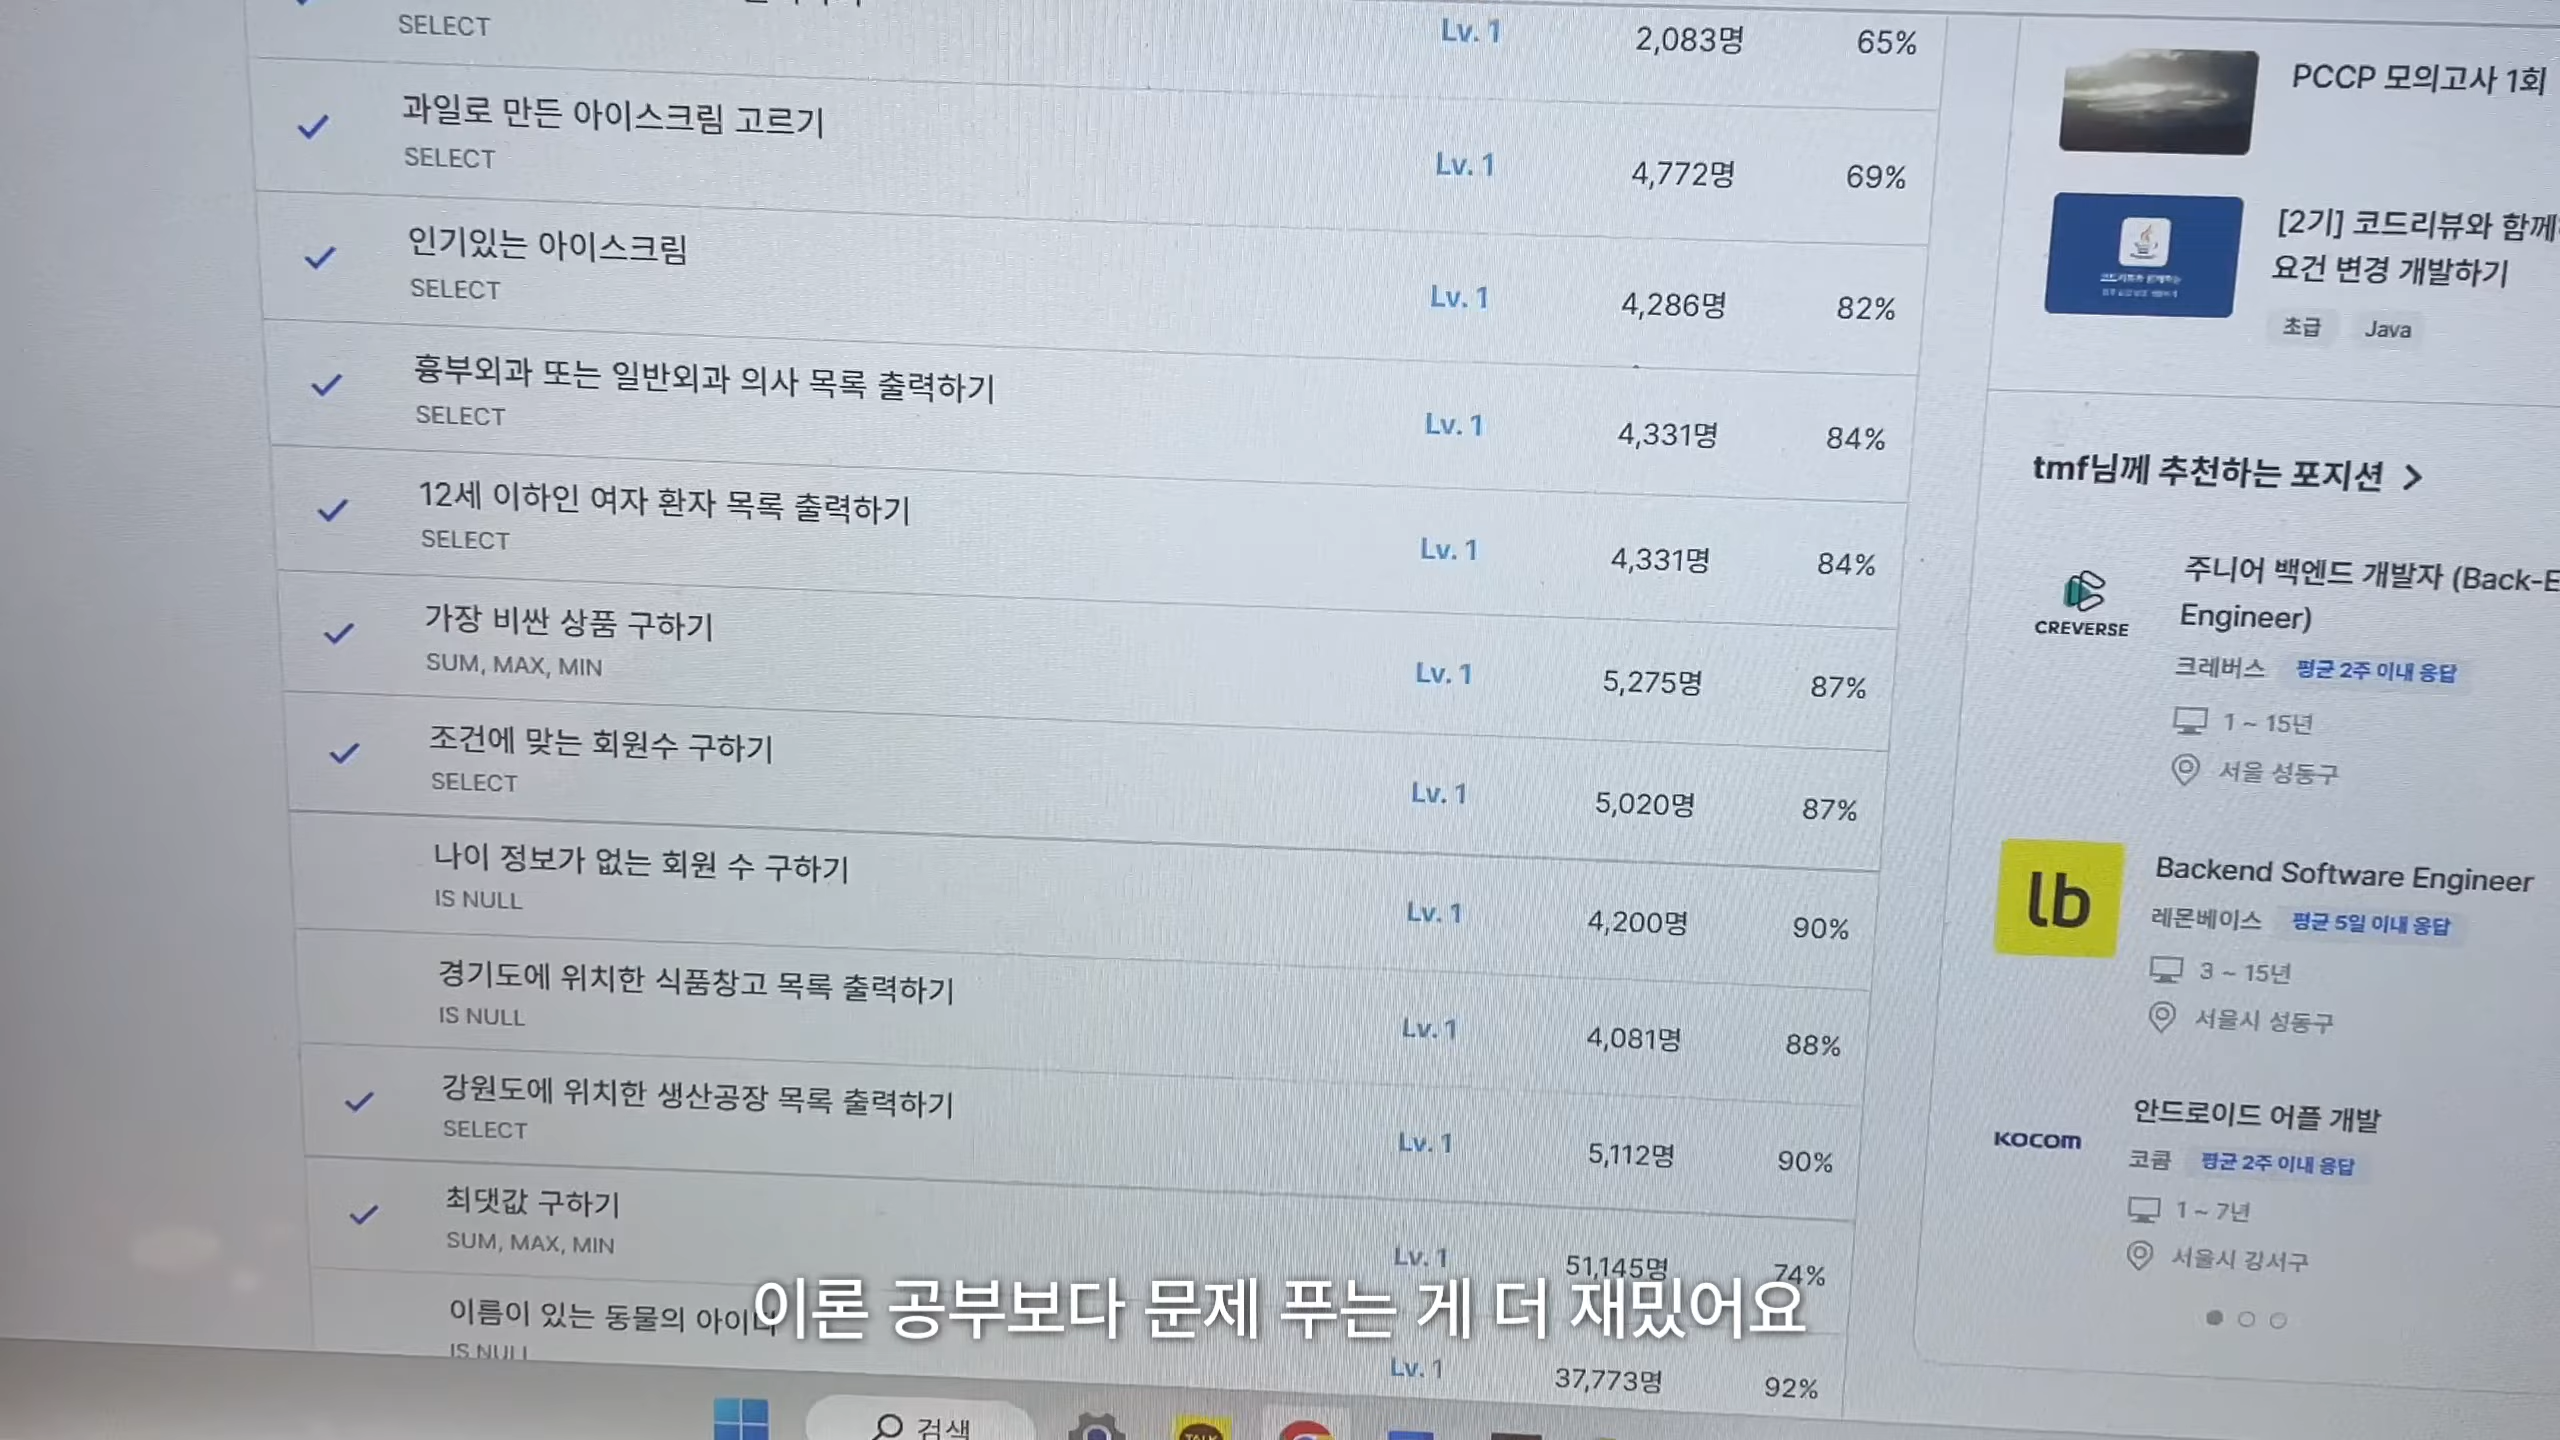 SELECT
Lv. 1
2,083명
65%
과일로 만든 아이스크림 고르기
SELECT
Lv. 1
4,772명
69%
인기있는 아이스크림
SELECT
Lv. 1
4,286명
82%
흉부외과 또는 일반외과 의사 목록 출력하기
SELECT
Lv. 1
4,331명
84%
12세 이하인 여자 환자 목록 출력하기
SELECT
Lv. 1
4,331명
84%
가장 비싼 상품 구하기
SUM, MAX, MIN
Lv. 1
5,275명
87%
조건에 맞는 회원수 구하기
SELECT
Lv. 1
5,020명
87%
나이 정보가 없는 회원 수 구하기
IS NULL
Lv. 1
4,200명
90%
경기도에 위치한 식품창고 목록 출력하기
IS NULL
Lv. 1
4,081명
88%
강원도에 위치한 생산공장 목록 출력하기
SELECT
Lv. 1
5,112명
90%
최댓값 구하기
SUM, MAX, MIN
Lv. 1
51,145명
74%
이름이 있는 동물의 아이디
IS NULL
Lv. 1
37,773명
92%
PCCP 모의고사 1회
[2기] 코드리뷰와 함께
요건 변경 개발하기
초급
Java
tmf님께 추천하는 포지션 >
CREVERSE
주니어 백엔드 개발자 (Back-E
Engineer)
크레버스 평균 2주 이내 응답
1 ~ 15년
서울 성동구
lb
Backend Software Engineer
레몬베이스 평균 5일 이내 응답
3 ~ 15년
서울시 성동구
KOCOM
안드로이드 어플 개발
코콤 평균 2주 이내 응답
1 ~ 7년
서울시 강서구
이론 공부보다 문제 푸는 게 더 재밌어요
검색
TALK